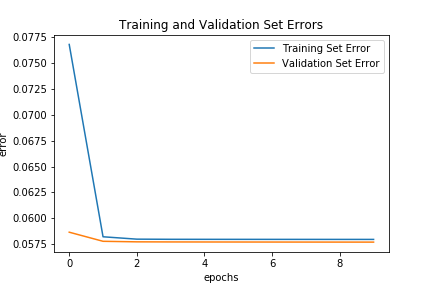 Training and Validation Set Errors
Training Set Error
Validation Set Error
0.0775
0.0750
0.0725
0.0700
0.0675
0.0650
0.0625
0.0600
0.0575
error
0 2 4 6 8
epochs